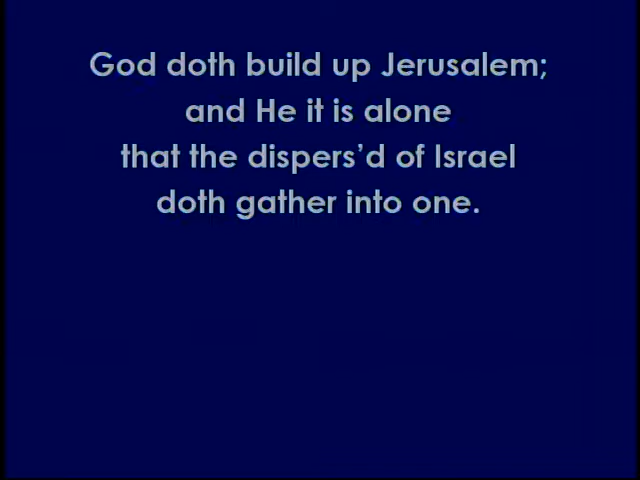 God doth build up Jerusalem;
and He it is alone
that the dispers’d of Israel
doth gather into one.